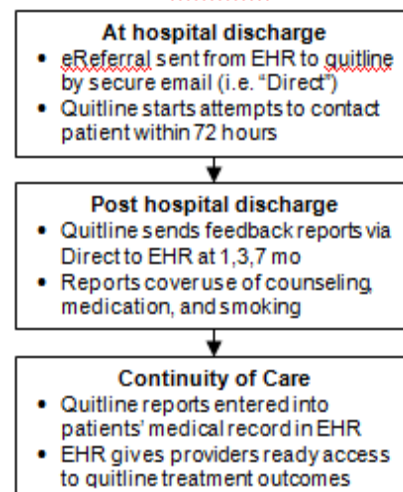 At hospital discharge
• eReferral sent from EHR to quitline
by secure email (i.e. “Direct”)
• Quitline starts attempts to contact
patient within 72 hours
Post hospital discharge
• Quitline sends feedback reports via
Direct to EHR at 1,3,7 mo
• Reports cover use of counseling,
medication, and smoking
Continuity of Care
• Quitline reports entered into
patients’ medical record in EHR
• EHR gives providers ready access
to quitline treatment outcomes